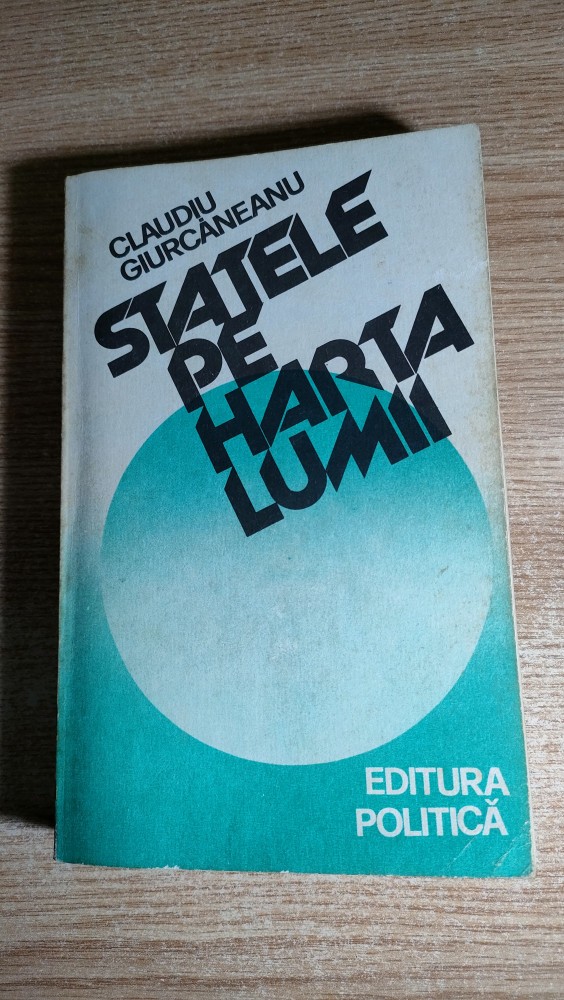 CLAUDIU
GIURCĂNEANU
STATELE
PE
HARTA
LUMII
EDITURA
POLITICĂ